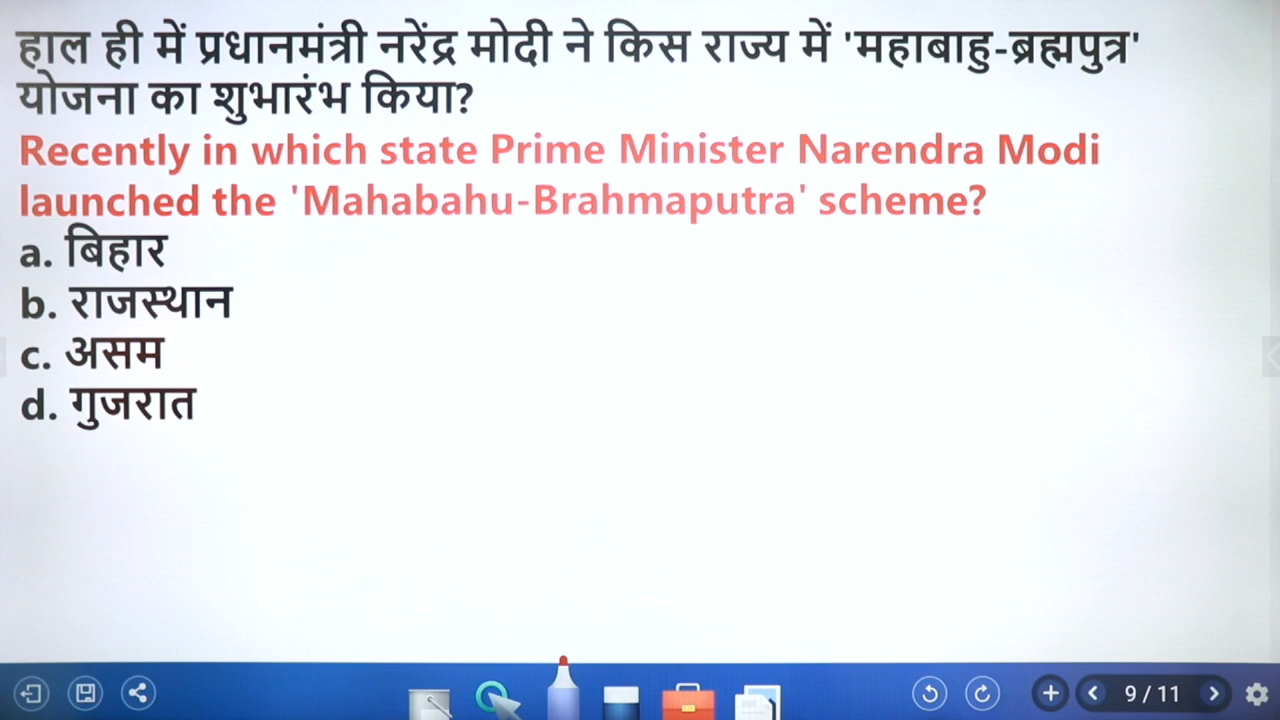 हाल ही में प्रधानमंत्री नरेंद्र मोदी ने किस राज्य में 'महाबाहु-ब्रह्मपुत्र'
योजना का शुभारंभ किया?
Recently in which state Prime Minister Narendra Modi
launched the 'Mahabahu-Brahmaputra' scheme?
a. बिहार
b. राजस्थान
c. असम
d. गुजरात
9 / 11